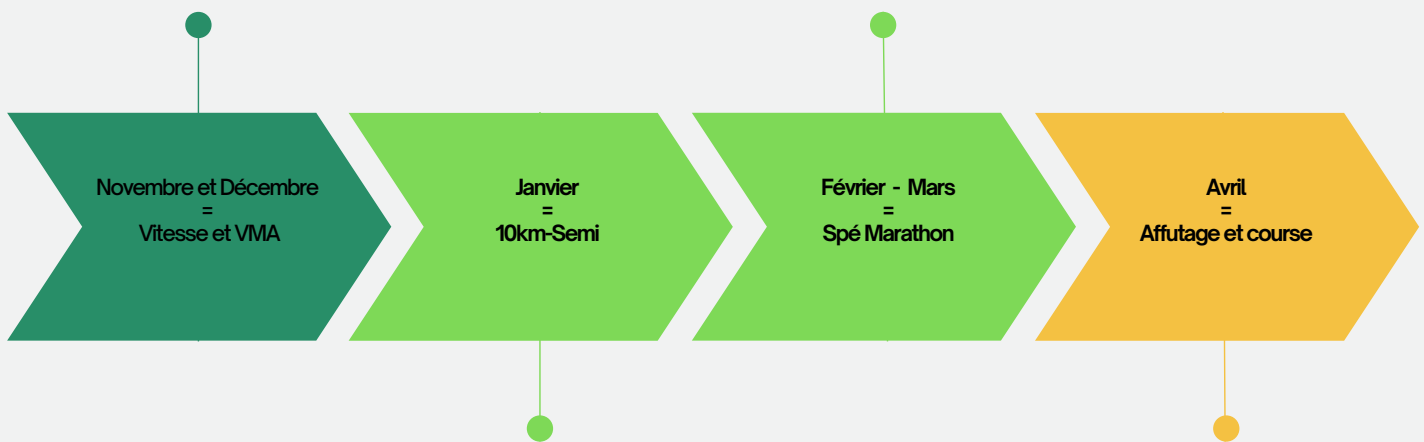 Novembre et Décembre
=
Vitesse et VMA
Janvier
=
10km-Semi
Février - Mars
=
Spé Marathon
Avril
=
Affutage et course